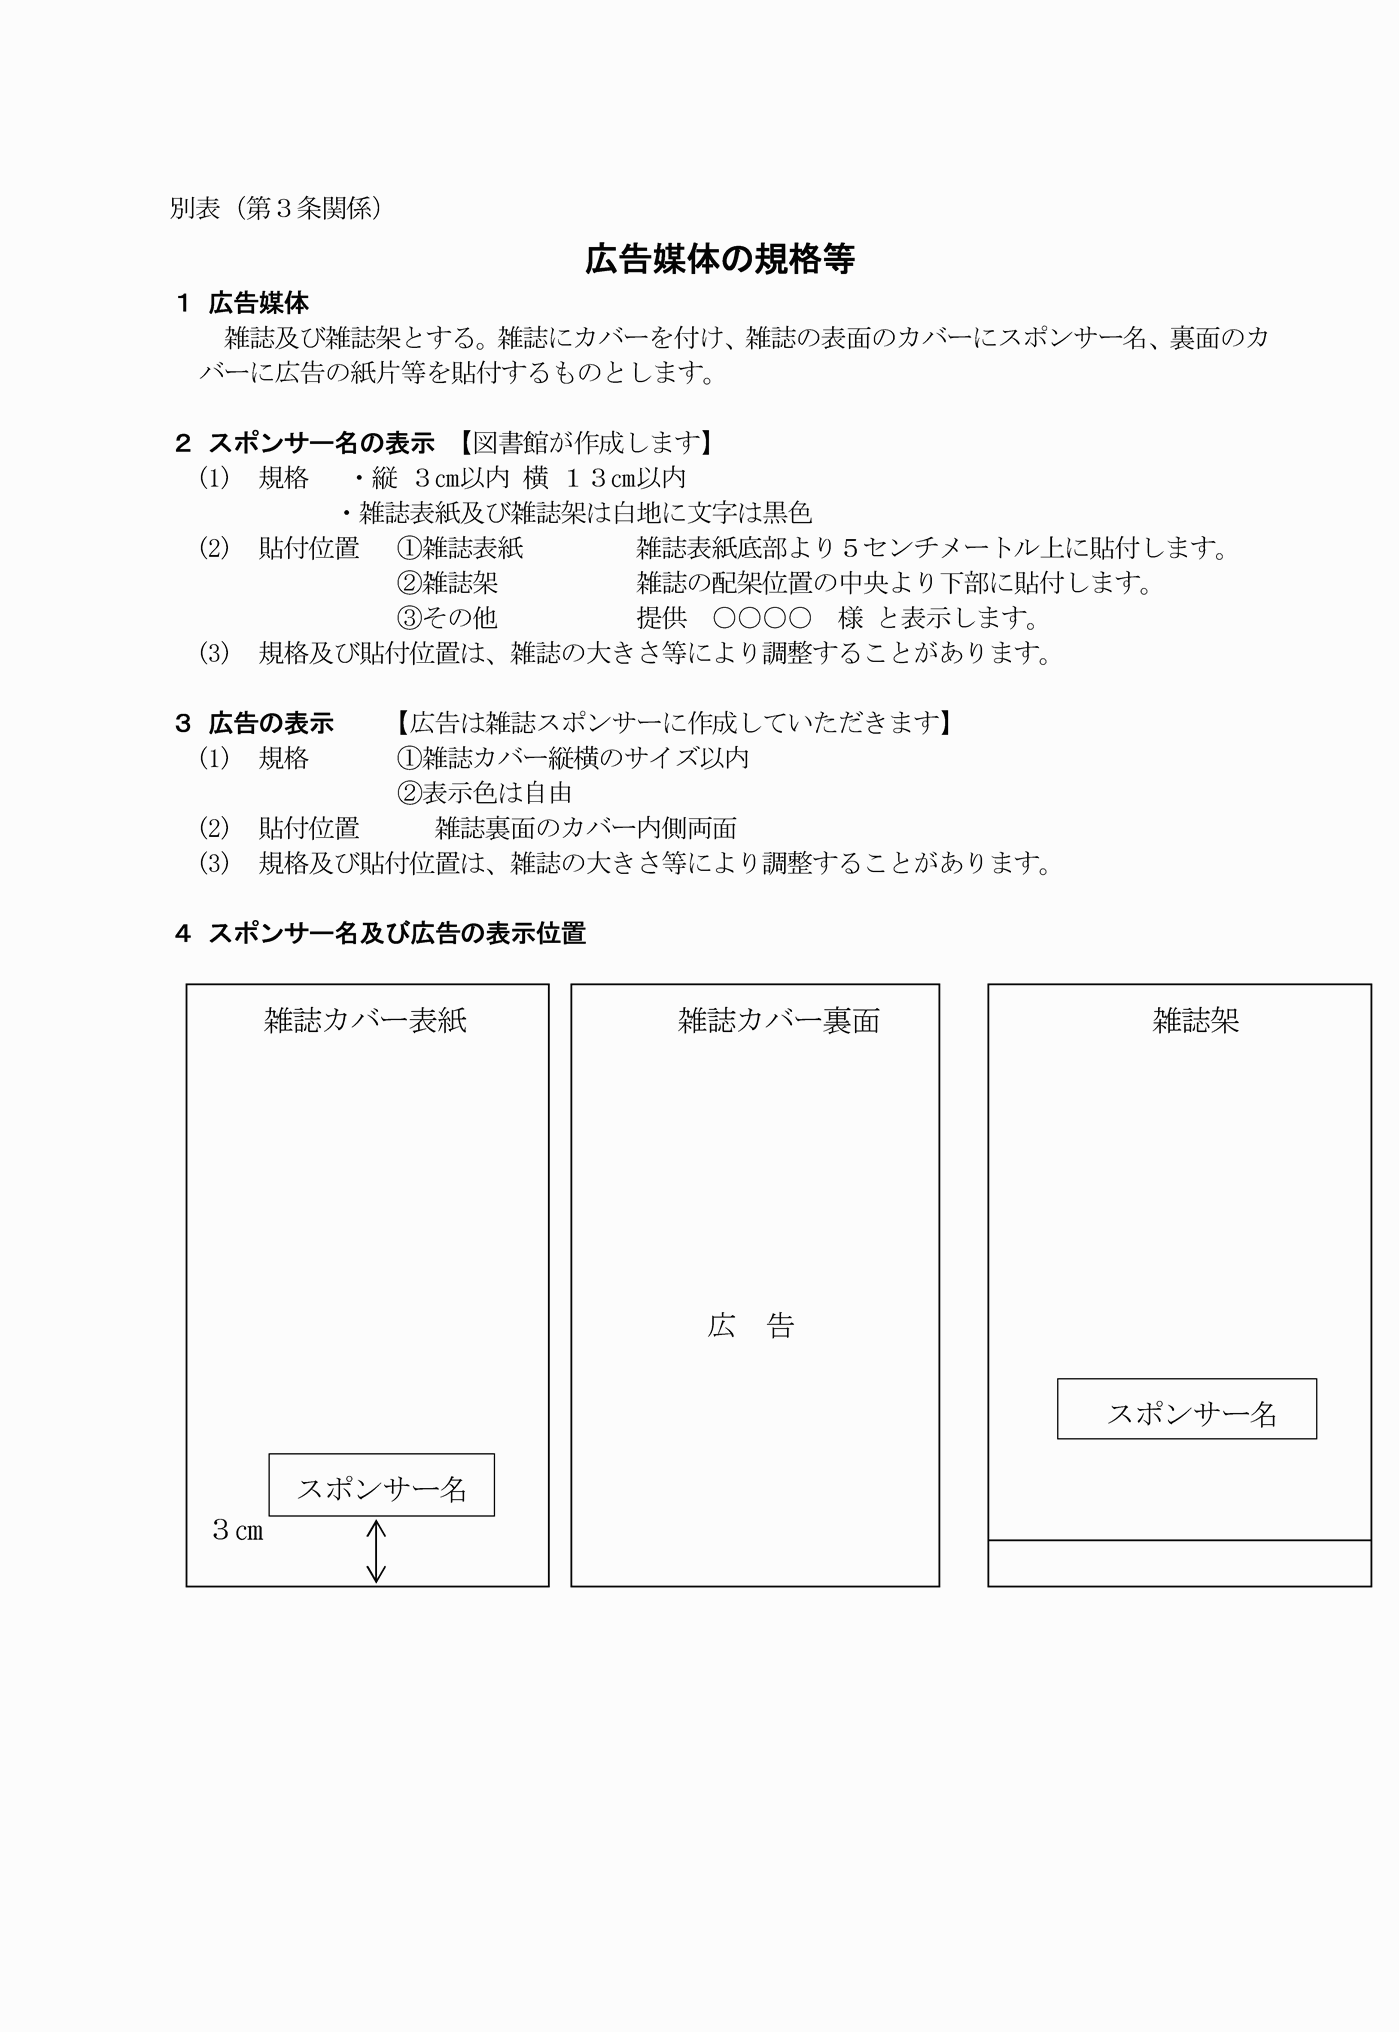 別表（第３条関係）
広告媒体の規格等
１ 広告媒体
雑誌及び雑誌架とする。雑誌にカバーを付け、雑誌の表面のカバーにスポンサー名、裏面のカ
バーに広告の紙片等を貼付するものとします。
２ スポンサー名の表示 【図書館が作成します】
(1) 規格 ・縦 ３㎝以内 横 １３㎝以内
・雑誌表紙及び雑誌架は白地に文字は黒色
(2) 貼付位置 ①雑誌表紙 雑誌表紙底部より５センチメートル上に貼付します。
②雑誌架 雑誌の配架位置の中央より下部に貼付します。
③その他 提供 ○○○○ 様 と表示します。
(3) 規格及び貼付位置は、雑誌の大きさ等により調整することがあります。
３ 広告の表示 【広告は雑誌スポンサーに作成していただきます】
(1) 規格 ①雑誌カバー縦横のサイズ以内
②表示色は自由
(2) 貼付位置 雑誌裏面のカバー内側両面
(3) 規格及び貼付位置は、雑誌の大きさ等により調整することがあります。
４ スポンサー名及び広告の表示位置
雑誌カバー表紙
スポンサー名
３㎝
雑誌カバー裏面
広 告
雑誌架
スポンサー名